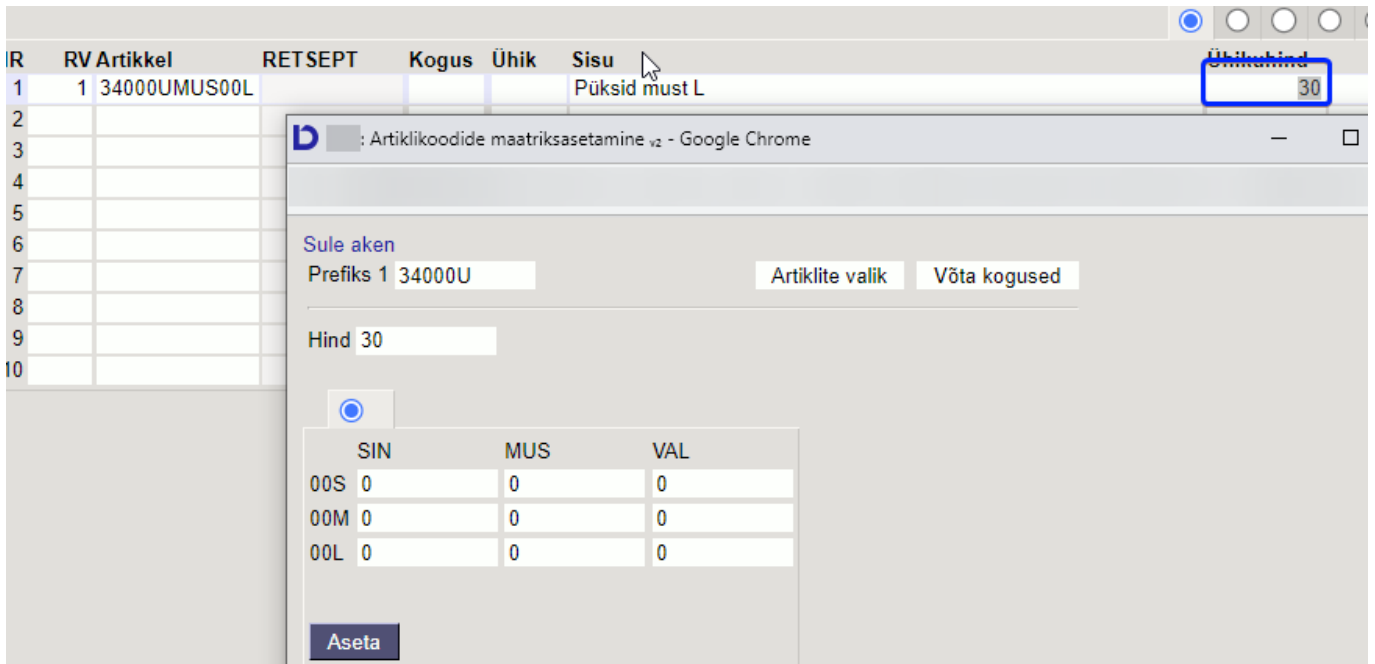 IR RV Artikkel RETSEPT Kogus Ühik Sisu Ühikuhind
1 1 34000UMUS00L Püksid must L 30
2
3
4
5
6
7
8
9
10
: Artiklikoodide maatriksasetamine v2 - Google Chrome
Sule aken
Prefiks 1 34000U Artiklite valik Võta kogused
Hind 30
SIN MUS VAL
00S 0 0 0
00M 0 0 0
00L 0 0 0
Aseta